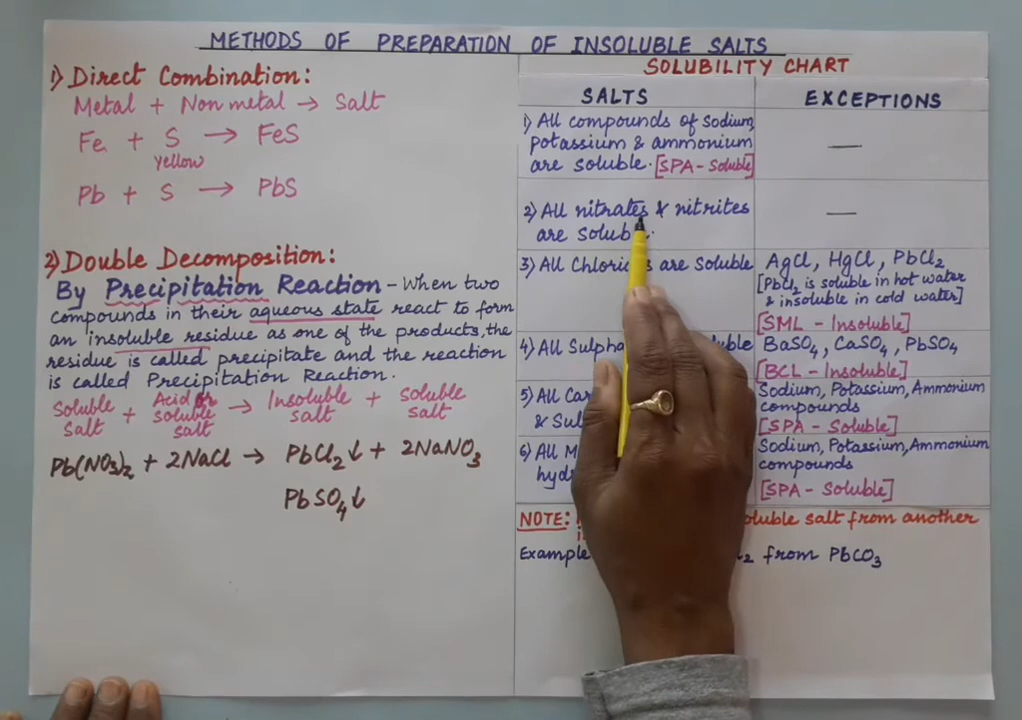 METHODS OF PREPARATION OF INSOLUBLE SALTS
1) Direct Combination:
Metal + Non metal → Salt
Fe + S → FeS
Yellow
Pb + S → PbS
2) Double Decomposition:
By Precipitation Reaction - When two
compounds in their aqueous state react to form
an insoluble residue as one of the products, the
residue is called precipitate and the reaction
is called Precipitation Reaction.
Soluble salt + Acid or soluble salt → Insoluble salt + Soluble salt
Pb(NO3)2 + 2NaCl → PbCl2↓ + 2NaNO3
PbSO4↓
SOLUBILITY CHART
SALTS
EXCEPTIONS
1) All compounds of Sodium,
potassium & ammonium
are soluble. [SPA - Soluble]
—
2) All nitrates & nitrites
are
—
3) All are Soluble
AgCl, HgCl, PbCl2
[PbCl2 is soluble in hot water
& insoluble in cold water]
[SML - Insoluble]
4) All
BaSO4, CaSO4, PbSO4
[BCL - Insoluble]
5) All
&
Sodium, Potassium, Ammonium
compounds
[SPA - Soluble]
6) All
Sodium, Potassium, Ammonium
compounds
[SPA - Soluble]
NOTE: salt from another
Example from PbCO3